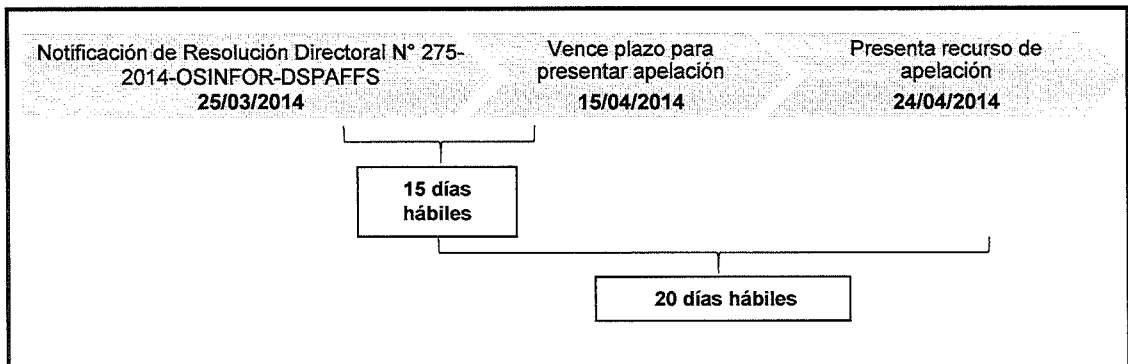 Notificación de Resolución Directoral N° 275-
2014-OSINFOR-DSPAFFS
25/03/2014
Vence plazo para
presentar apelación
15/04/2014
Presenta recurso de
apelación
24/04/2014
15 días
hábiles
20 días hábiles